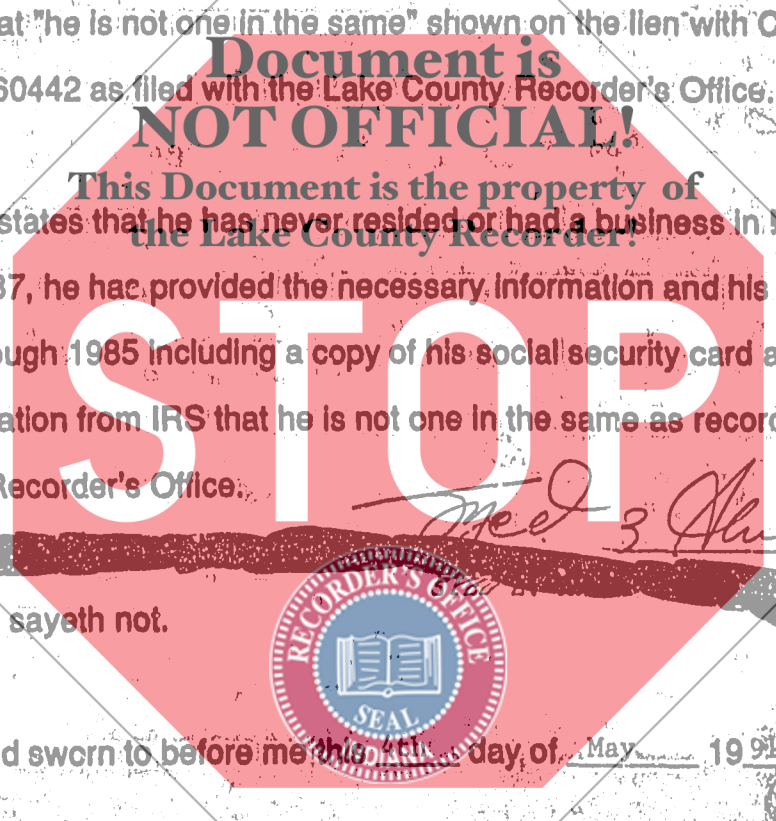 at "he is not one in the same" shown on the lien with C
Document is
60442 as filed with the Lake County Recorder's Office.
NOT OFFICIAL!
This Document is the property of
states that he has never resided or had a business in
the Lake County Recorder!
87, he has provided the necessary information and his
STOP
ough 1985 including a copy of his social security card a
ation from IRS that he is not one in the same as record
Recorder's Office.
RECORDER'S OFFICE
sayeth not.
SEAL
INDIANA
d sworn to before me this 4th day of May 19 91